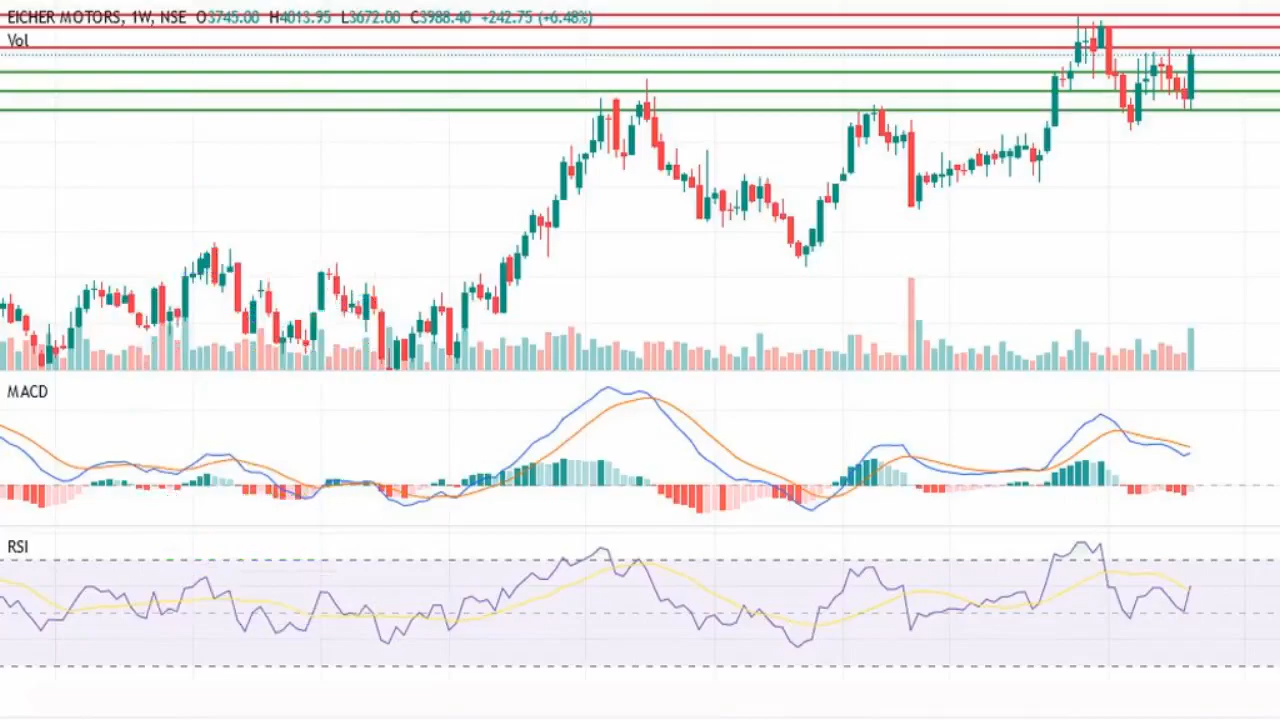 EICHER MOTORS, 1W, NSE O3745.00 H4013.95 L3672.00 C3988.40 +242.75 (+6.48%)
Vol
MACD
RSI